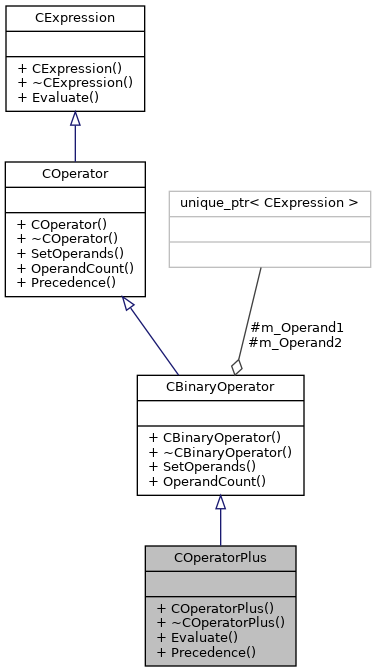 CExpression
+ CExpression()
+ ~CExpression()
+ Evaluate()
COperator
+ COperator()
+ ~COperator()
+ SetOperands()
+ OperandCount()
+ Precedence()
unique_ptr< CExpression >
#m_Operand1
#m_Operand2
CBinaryOperator
+ CBinaryOperator()
+ ~CBinaryOperator()
+ SetOperands()
+ OperandCount()
COperatorPlus
+ COperatorPlus()
+ ~COperatorPlus()
+ Evaluate()
+ Precedence()